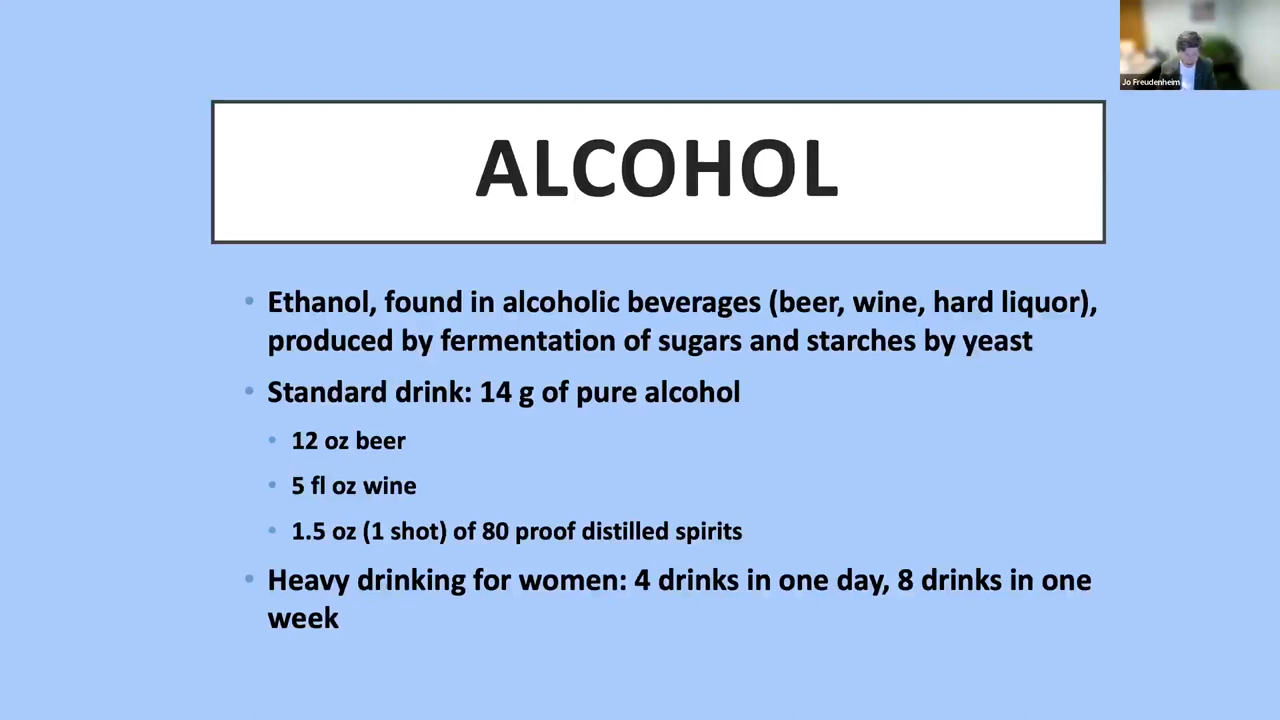 Jo Freudenheim
ALCOHOL
• Ethanol, found in alcoholic beverages (beer, wine, hard liquor),
produced by fermentation of sugars and starches by yeast
• Standard drink: 14 g of pure alcohol
• 12 oz beer
• 5 fl oz wine
• 1.5 oz (1 shot) of 80 proof distilled spirits
• Heavy drinking for women: 4 drinks in one day, 8 drinks in one
week